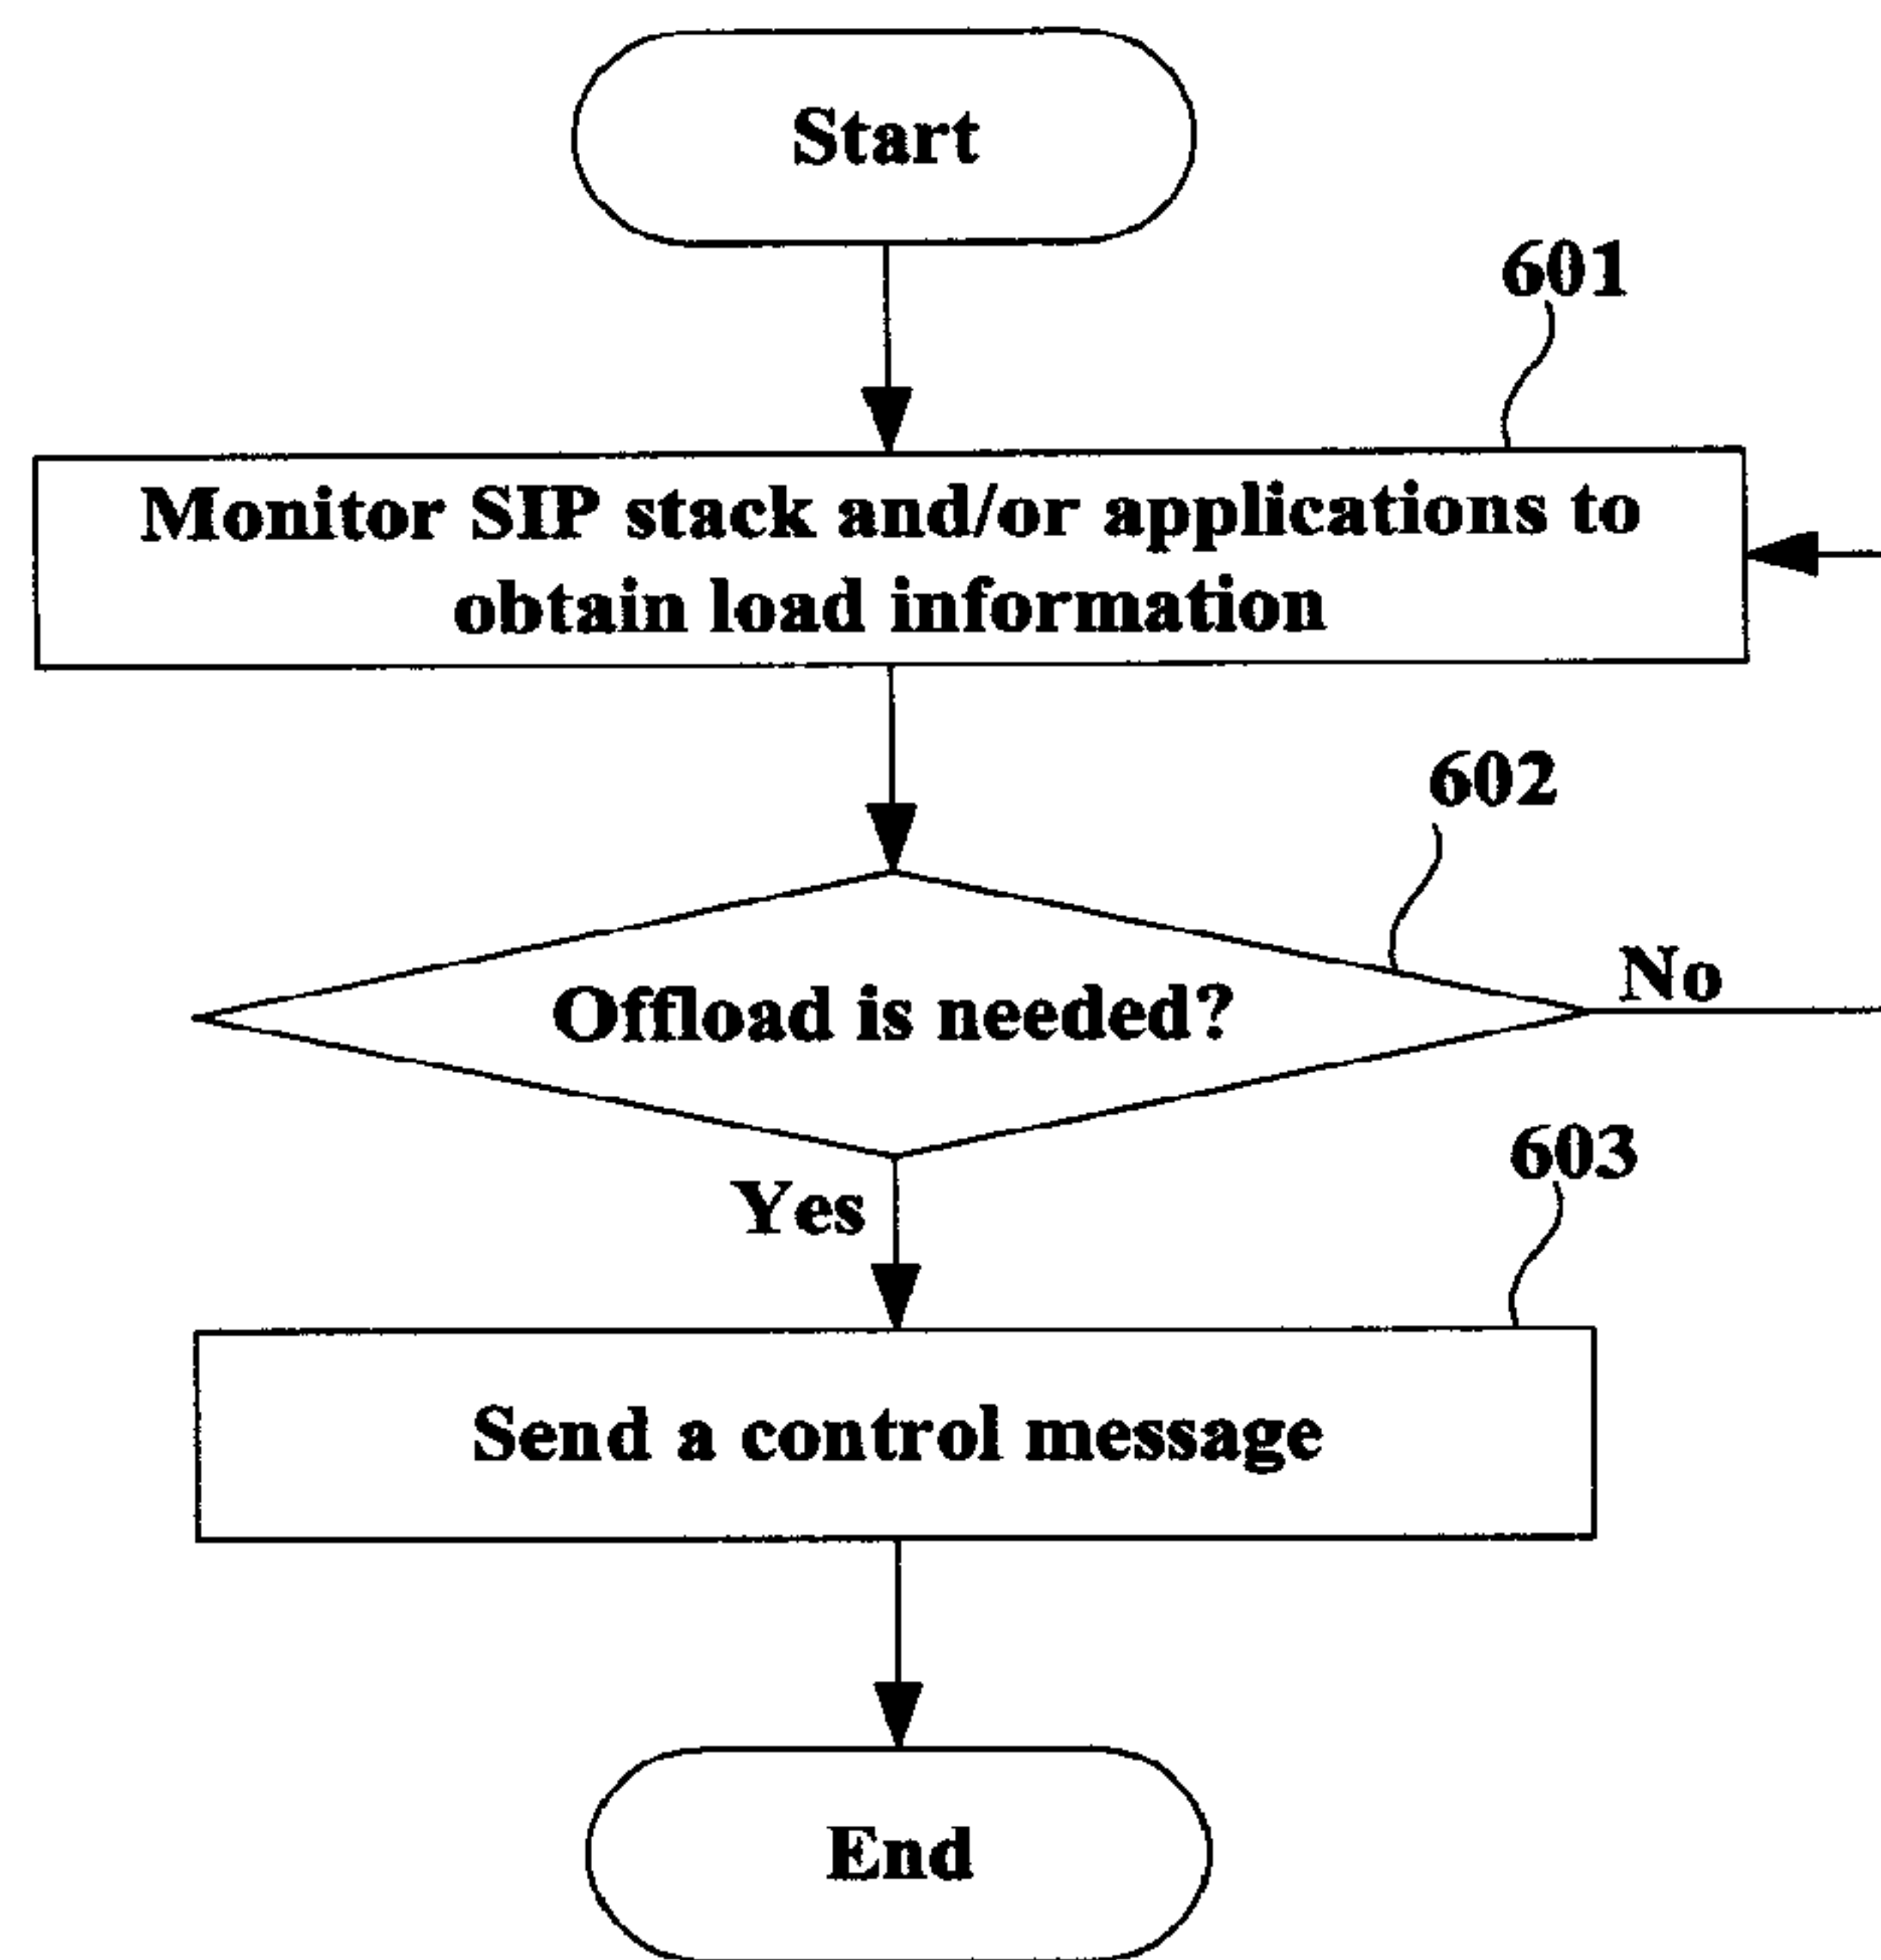 Start
601
Monitor SIP stack and/or applications to
obtain load information
602
Offload is needed?
No
603
Yes
Send a control message
End